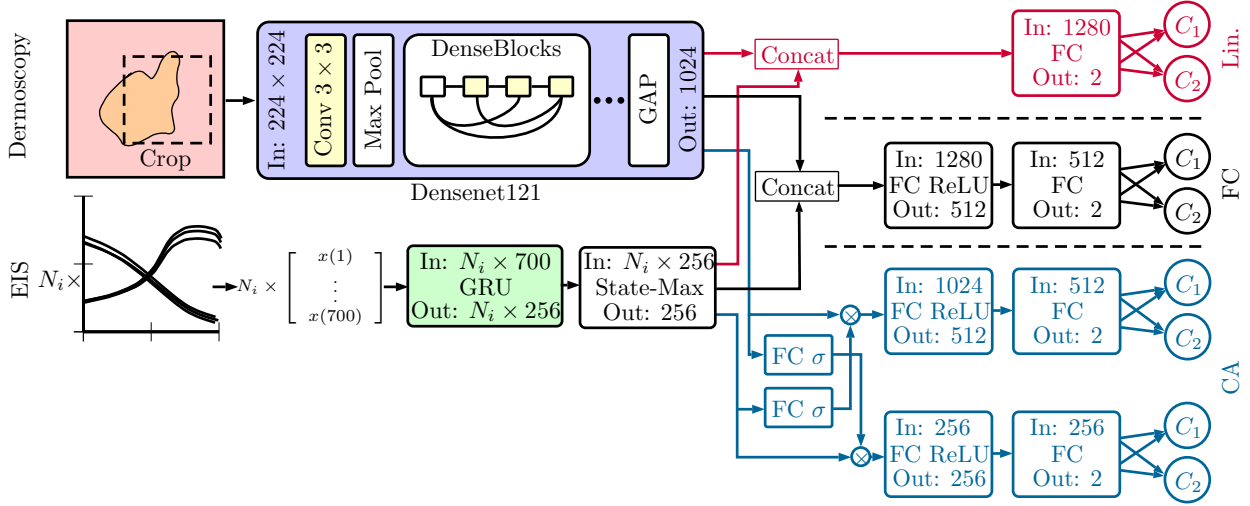 Dermoscopy
Crop
In: 224 × 224
Conv 3 × 3
Max Pool
DenseBlocks
GAP
Out: 1024
Densenet121
Concat
In: 1280
FC
Out: 2
C₁
C₂
Lin.
Concat
In: 1280
FC ReLU
Out: 512
In: 512
FC
Out: 2
C₁
C₂
FC
EIS
Nᵢ×
Nᵢ ×
x(1)
⋮
x(700)
In: Nᵢ × 700
GRU
Out: Nᵢ × 256
In: Nᵢ × 256
State-Max
Out: 256
FC σ
FC σ
⊗
⊗
In: 1024
FC ReLU
Out: 512
In: 512
FC
Out: 2
C₁
C₂
CA
In: 256
FC ReLU
Out: 256
In: 256
FC
Out: 2
C₁
C₂